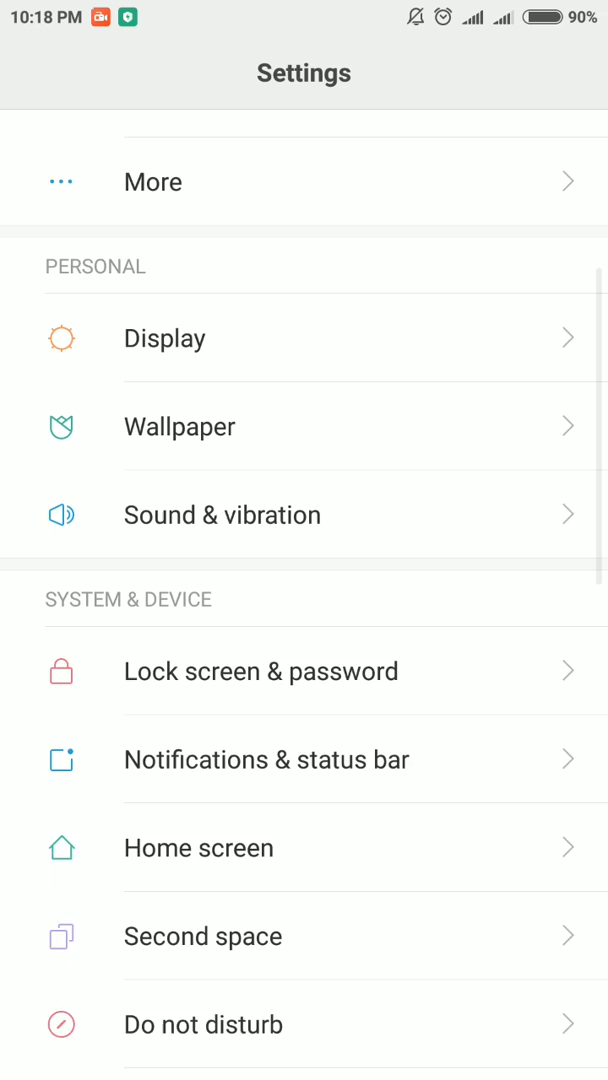 10:18 PM 90%
Settings
More
PERSONAL
Display
Wallpaper
Sound & vibration
SYSTEM & DEVICE
Lock screen & password
Notifications & status bar
Home screen
Second space
Do not disturb